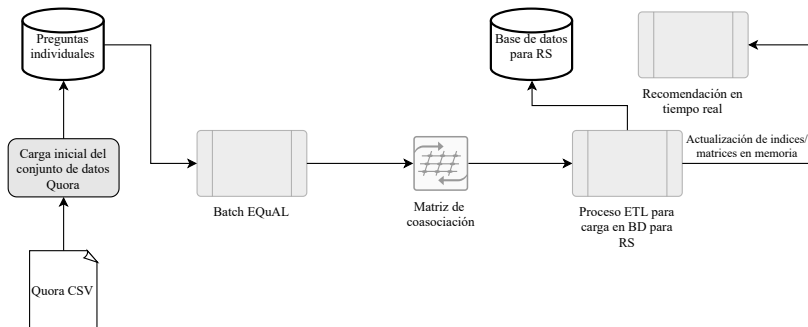 Preguntas
individuales
Base de datos
para RS
Recomendación en
tiempo real
Carga inicial del
conjunto de datos
Quora
Actualización de indices/
matrices en memoria
Batch EQuAL
Matriz de
coasociación
Proceso ETL para
carga en BD para
RS
Quora CSV